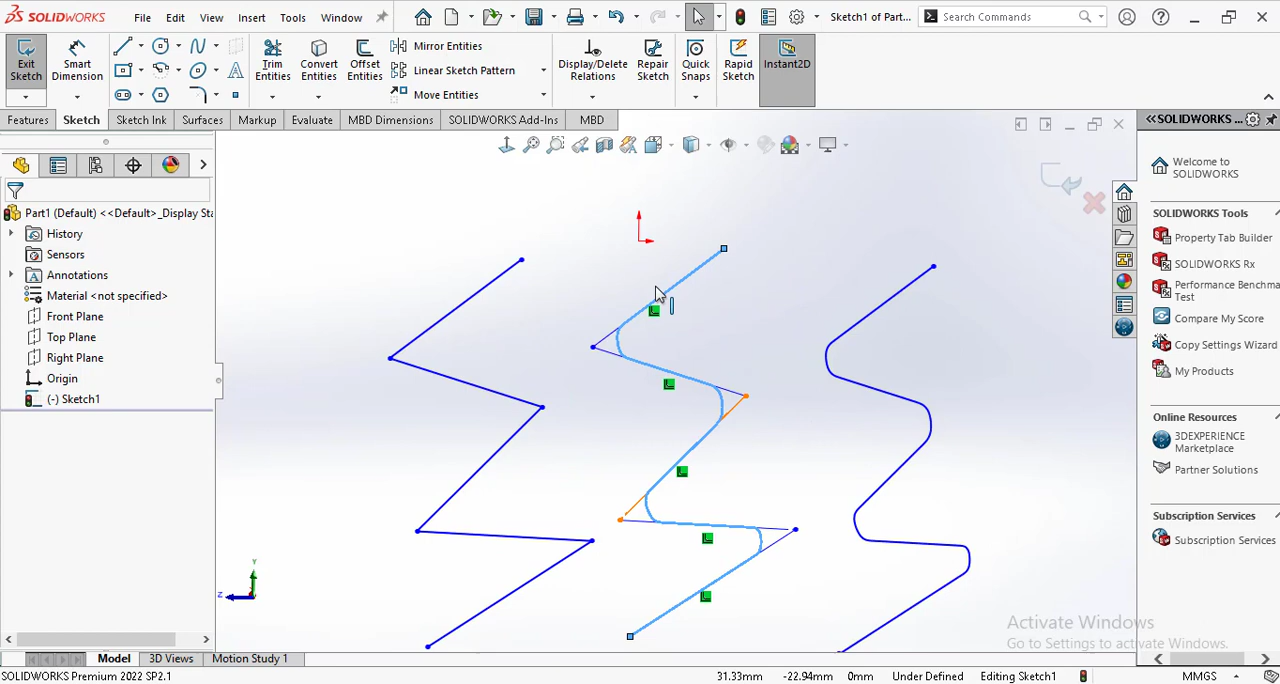 SOLIDWORKS File Edit View Insert Tools Window Sketch1 of Part... Search Commands
Exit Sketch
Smart Dimension
Trim Entities
Convert Entities
Offset Entities
Mirror Entities
Linear Sketch Pattern
Move Entities
Display/Delete Relations
Repair Sketch
Quick Snaps
Rapid Sketch
Instant2D
Features Sketch Sketch Ink Surfaces Markup Evaluate MBD Dimensions SOLIDWORKS Add-Ins MBD
SOLIDWORKS ...
Part1 (Default) <<Default>_Display Sta
History
Sensors
Annotations
Material <not specified>
Front Plane
Top Plane
Right Plane
Origin
(-) Sketch1
Y
Z
Welcome to
SOLIDWORKS
SOLIDWORKS Tools
Property Tab Builder
SOLIDWORKS Rx
Performance Benchma
Test
Compare My Score
Copy Settings Wizard
My Products
Online Resources
3DEXPERIENCE
Marketplace
Partner Solutions
Subscription Services
Subscription Services
Activate Windows
Go to Settings to activate Windows.
Model 3D Views Motion Study 1
SOLIDWORKS Premium 2022 SP2.1 31.33mm -22.94mm 0mm Under Defined Editing Sketch1 MMGS